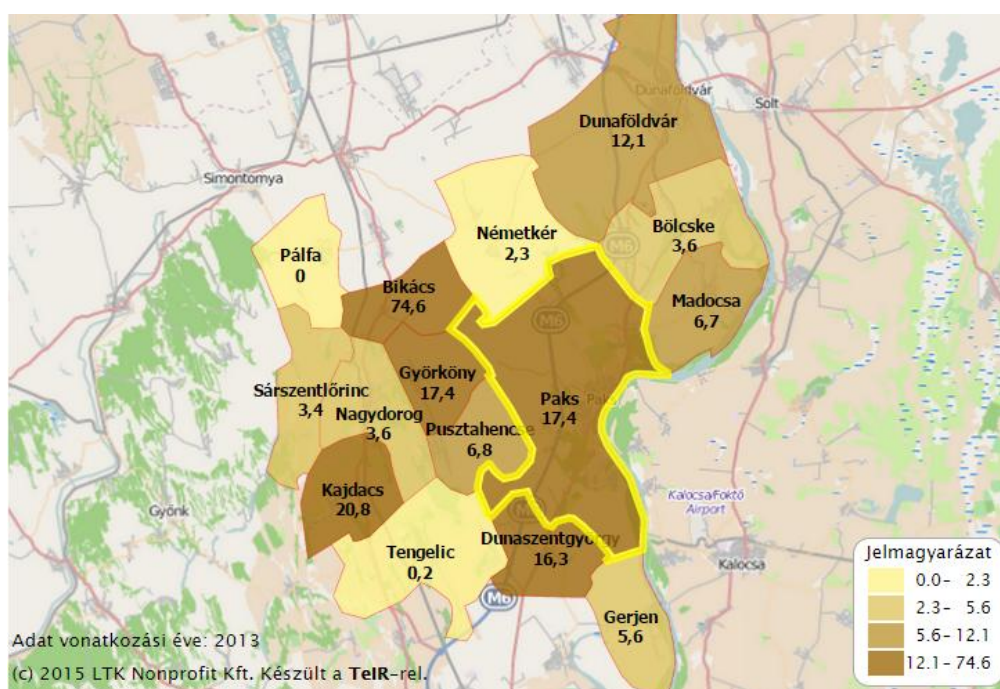 Dunaföldvár
Solt
Dunaföldvár
12,1
Simontornya
Németkér
2,3
Bölcske
3,6
M6
Pálfa
0
Bikács
74,6
Madocsa
6,7
M6
Györköny
17,4
Sárszentlőrinc
3,4
Nagydorog
3,6
Paks
17,4
Pusztahencse
6,8
Kajdacs
20,8
Gyönk
Kalocsa/Foktő
Airport
Dunaszentgyörgy
16,3
Tengelic
0,2
Kalocsa
M6
Gerjen
5,6
Jelmagyarázat
0.0- 2.3
2.3- 5.6
5.6- 12.1
12.1- 74.6
Adat vonatkozási éve: 2013
(c) 2015 LTK Nonprofit Kft. Készült a TeIR-rel.